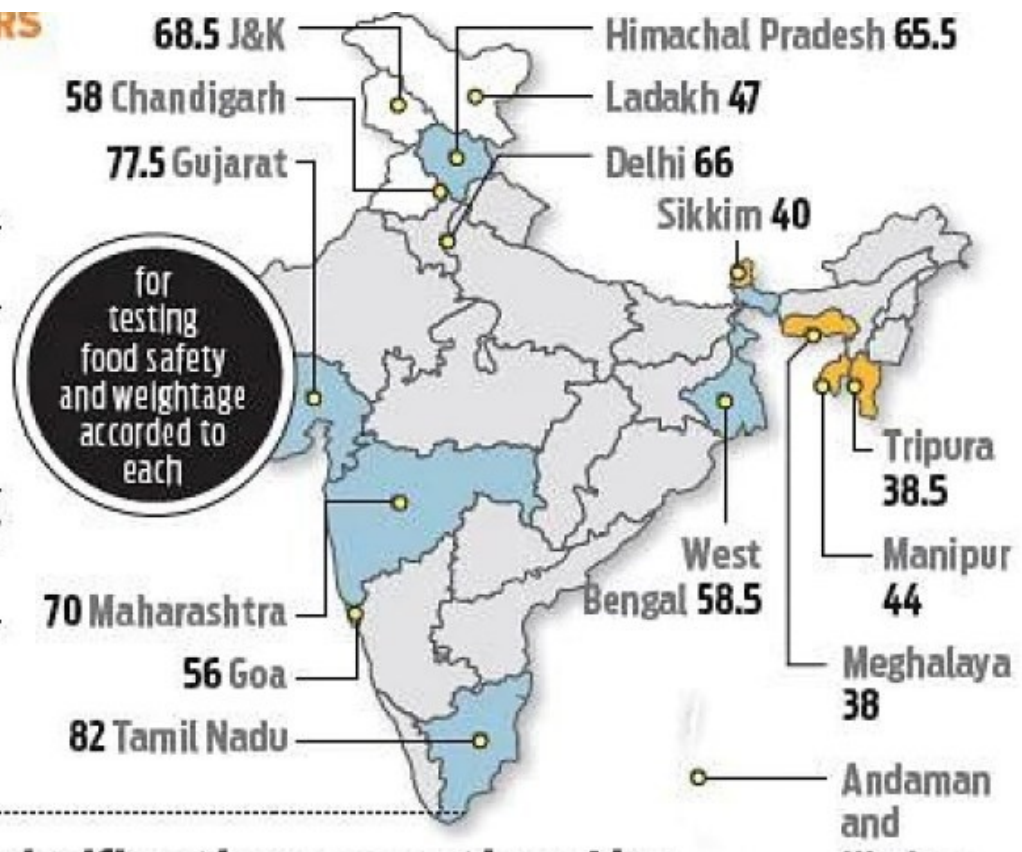 RS
68.5 J&K
Himachal Pradesh 65.5
58 Chandigarh
Ladakh 47
77.5 Gujarat
Delhi 66
Sikkim 40
for
testing
food safety
and weightage
accorded to
each
Tripura
38.5
West
Bengal 58.5
Manipur
44
70 Maharashtra
56 Goa
Meghalaya
38
82 Tamil Nadu
Andaman
and